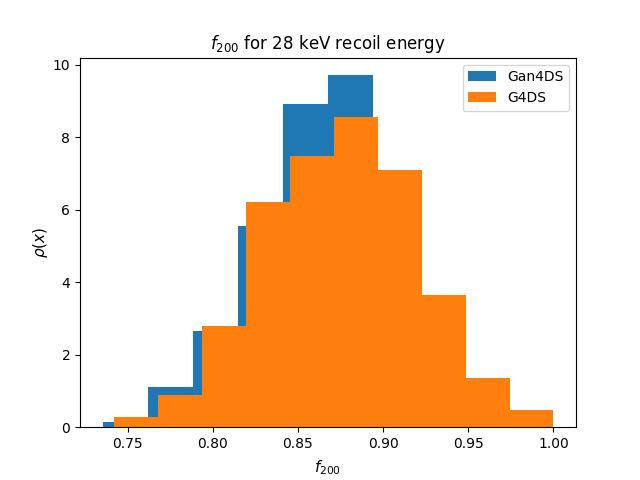 f₂₀₀ for 28 keV recoil energy
Gan4DS
G4DS
ρ(x)
10
8
6
4
2
0
0.75 0.80 0.85 0.90 0.95 1.00
f₂₀₀